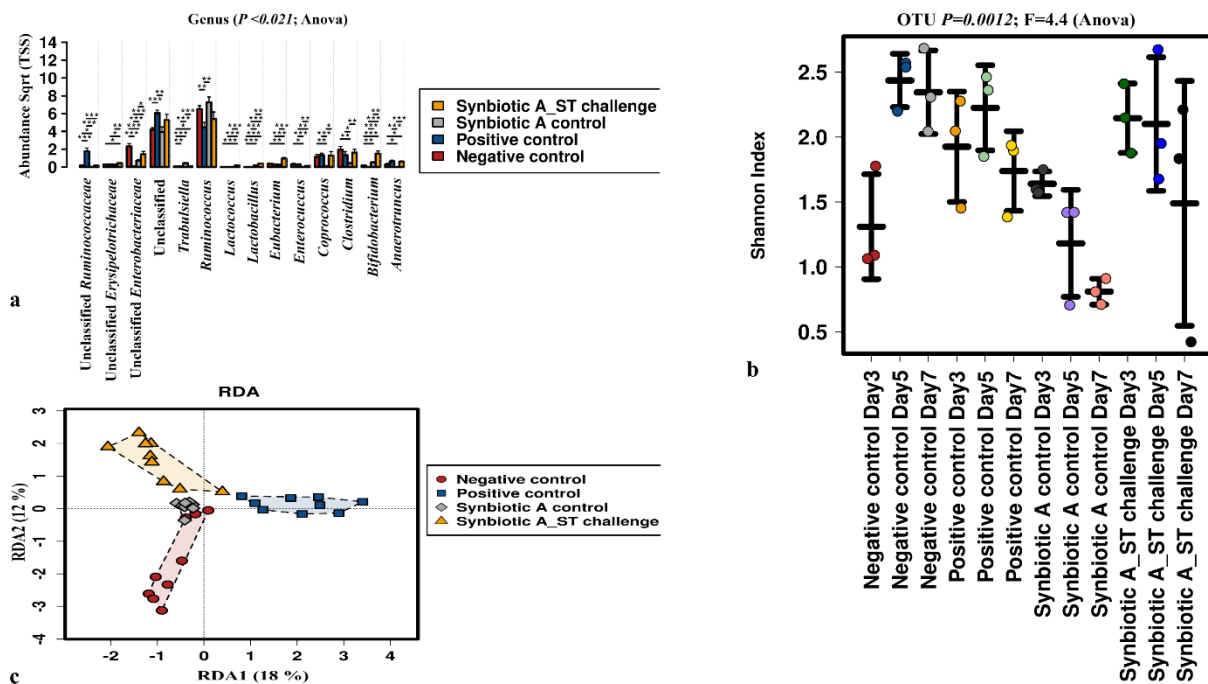 Genus (P <0.021; Anova)
Abundance Sqrt (TSS)
14
12
10
8
6
4
2
0
Unclassified Ruminococcaceae
Unclassified Erysipelotrichaceae
Unclassified Enterobacteriaceae
Unclassified
Trabulsiella
Ruminococcus
Lactococcus
Lactobacillus
Eubacterium
Enterococcus
Coprococcus
Clostridium
Bifidobacterium
Anaerotruncus
Synbiotic A_ST challenge
Synbiotic A control
Positive control
Negative control
a
OTU P=0.0012; F=4.4 (Anova)
Shannon Index
2.5
2.0
1.5
1.0
0.5
Negative control Day3
Negative control Day5
Negative control Day7
Positive control Day3
Positive control Day5
Positive control Day7
Synbiotic A control Day3
Synbiotic A control Day5
Synbiotic A control Day7
Synbiotic A_ST challenge Day3
Synbiotic A_ST challenge Day5
Synbiotic A_ST challenge Day7
b
RDA
RDA2 (12 %)
3
2
1
0
-1
-2
-3
-4
-2
-1
0
1
2
3
4
RDA1 (18 %)
Negative control
Positive control
Synbiotic A control
Synbiotic A_ST challenge
c